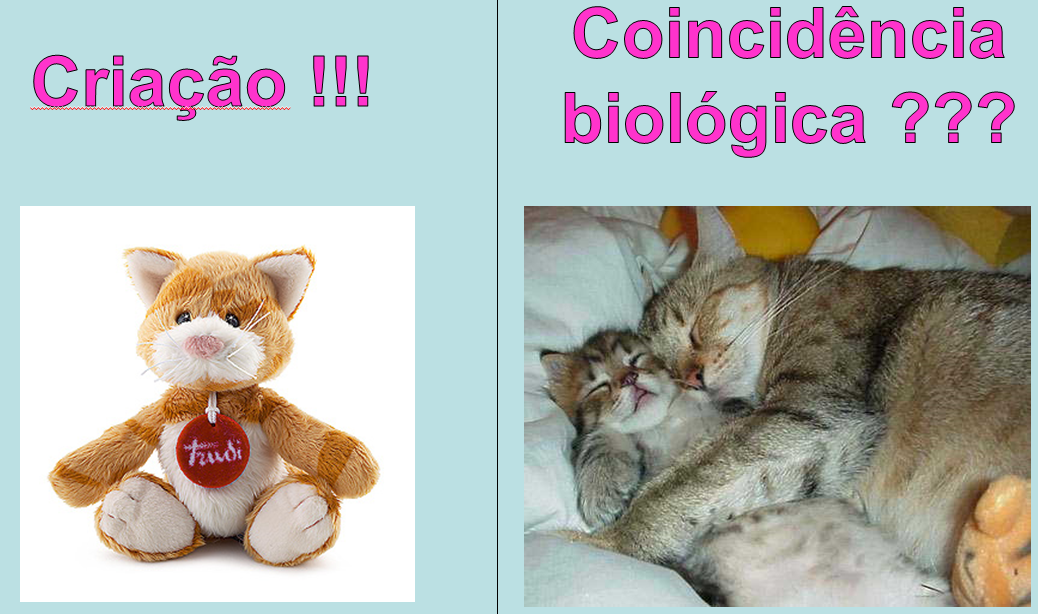 Criação !!!
Coincidência
biológica ???
trudi